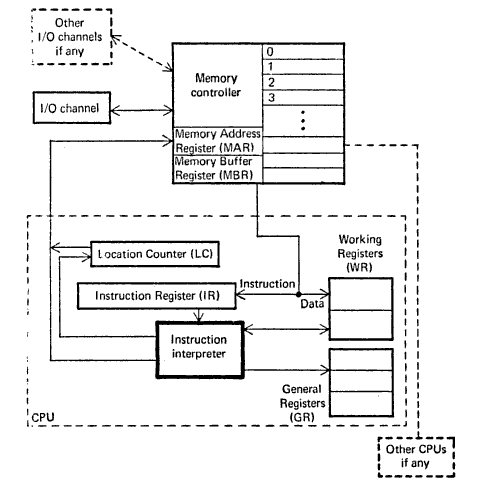 Other
I/O channels
if any
Memory
controller
0
1
2
3
I/O channel
Memory Address
Register (MAR)
Memory Buffer
Register (MBR)
Working
Registers
(WR)
Location Counter (LC)
Instruction
Instruction Register (IR)
Data
Instruction
interpreter
General
Registers
(GR)
CPU
Other CPUs
if any